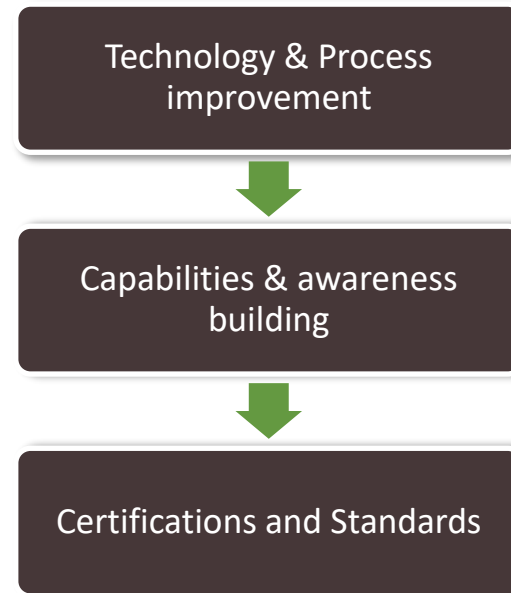 Technology & Process
improvement
Capabilities & awareness
building
Certifications and Standards